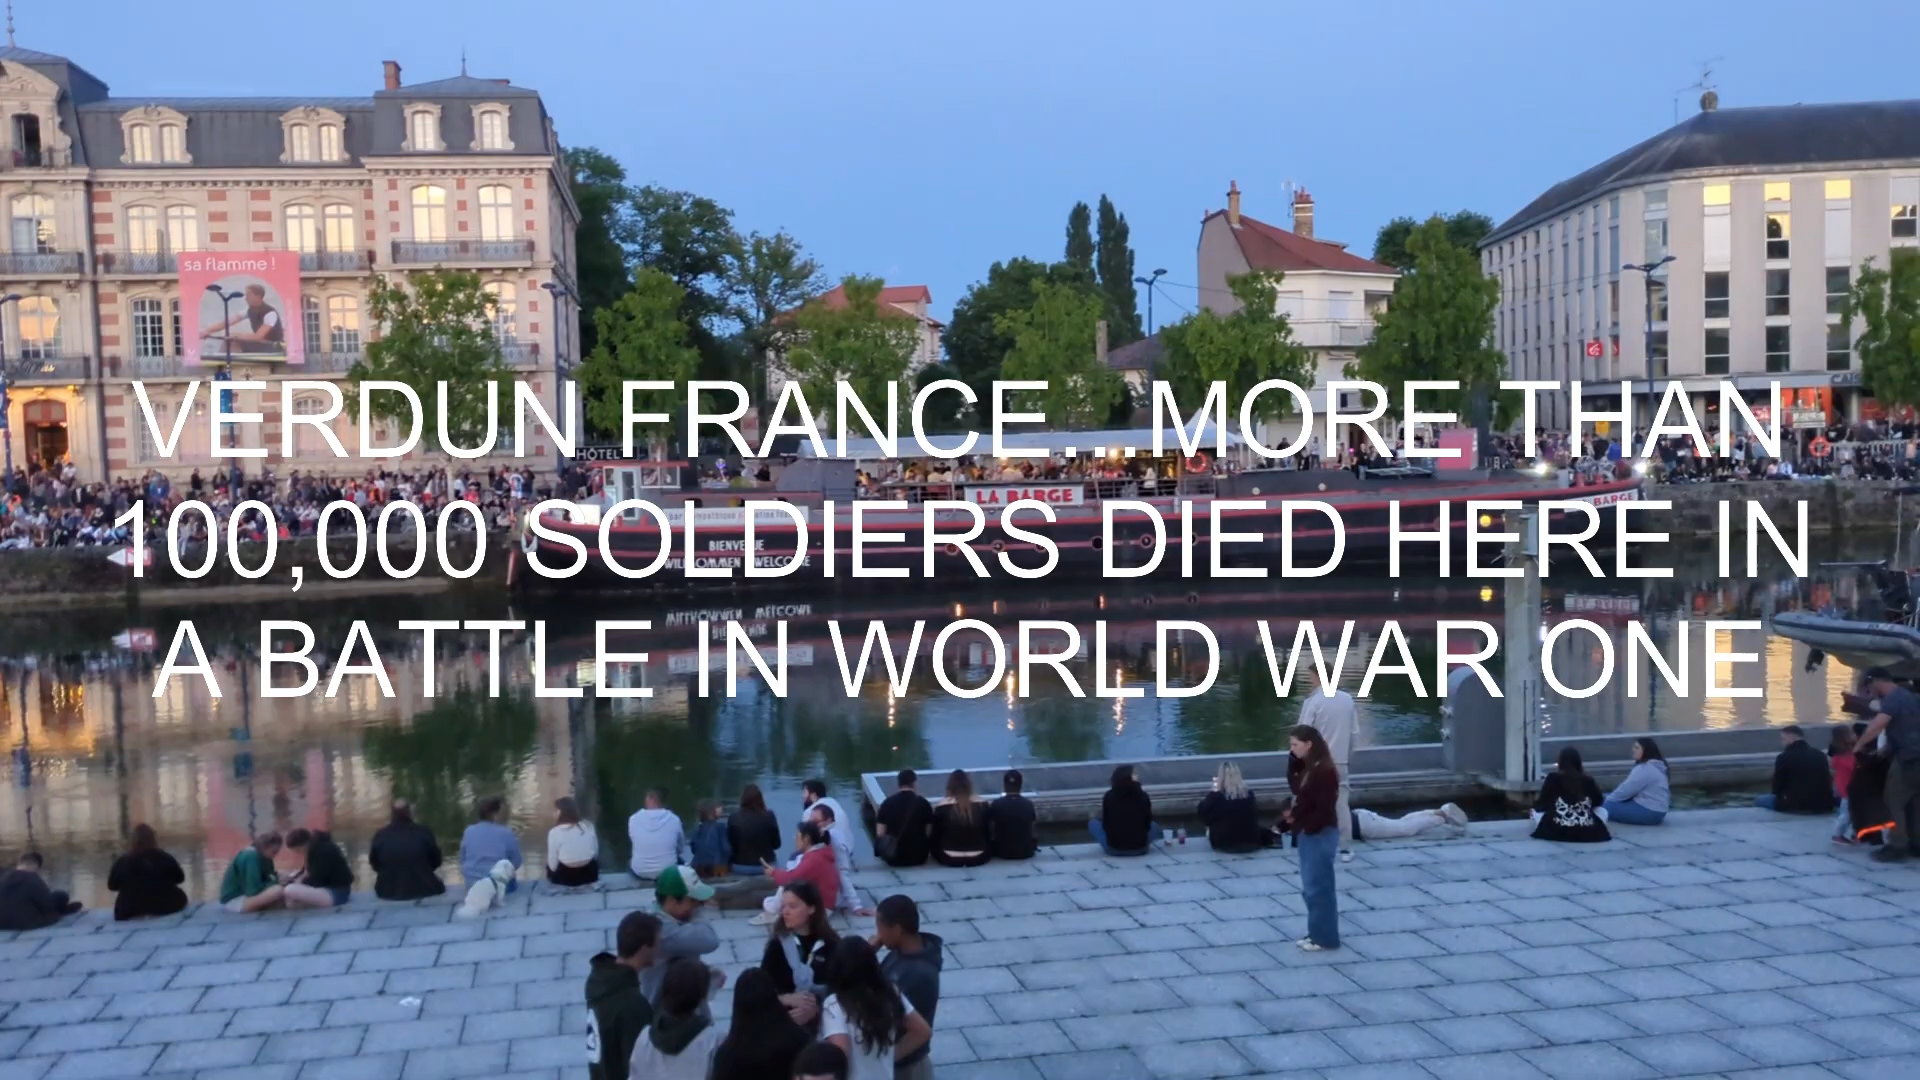 sa flamme !
VERDUN FRANCE...MORE THAN
HÔTEL
LA BARGE
BARGE
100,000 SOLDIERS DIED HERE IN
BIENVENUE
WILLKOMMEN WELCOME
A BATTLE IN WORLD WAR ONE